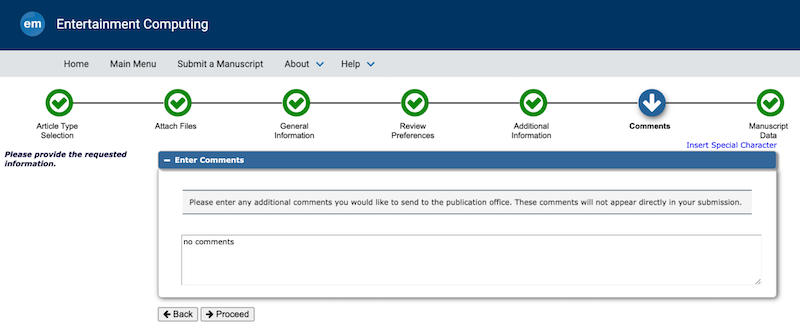 em Entertainment Computing
Home Main Menu Submit a Manuscript About Help
Article Type Selection
Attach Files
General Information
Review Preferences
Additional Information
Comments
Manuscript Data
Insert Special Character
Please provide the requested information.
Enter Comments
Please enter any additional comments you would like to send to the publication office. These comments will not appear directly in your submission.
no comments
Back Proceed